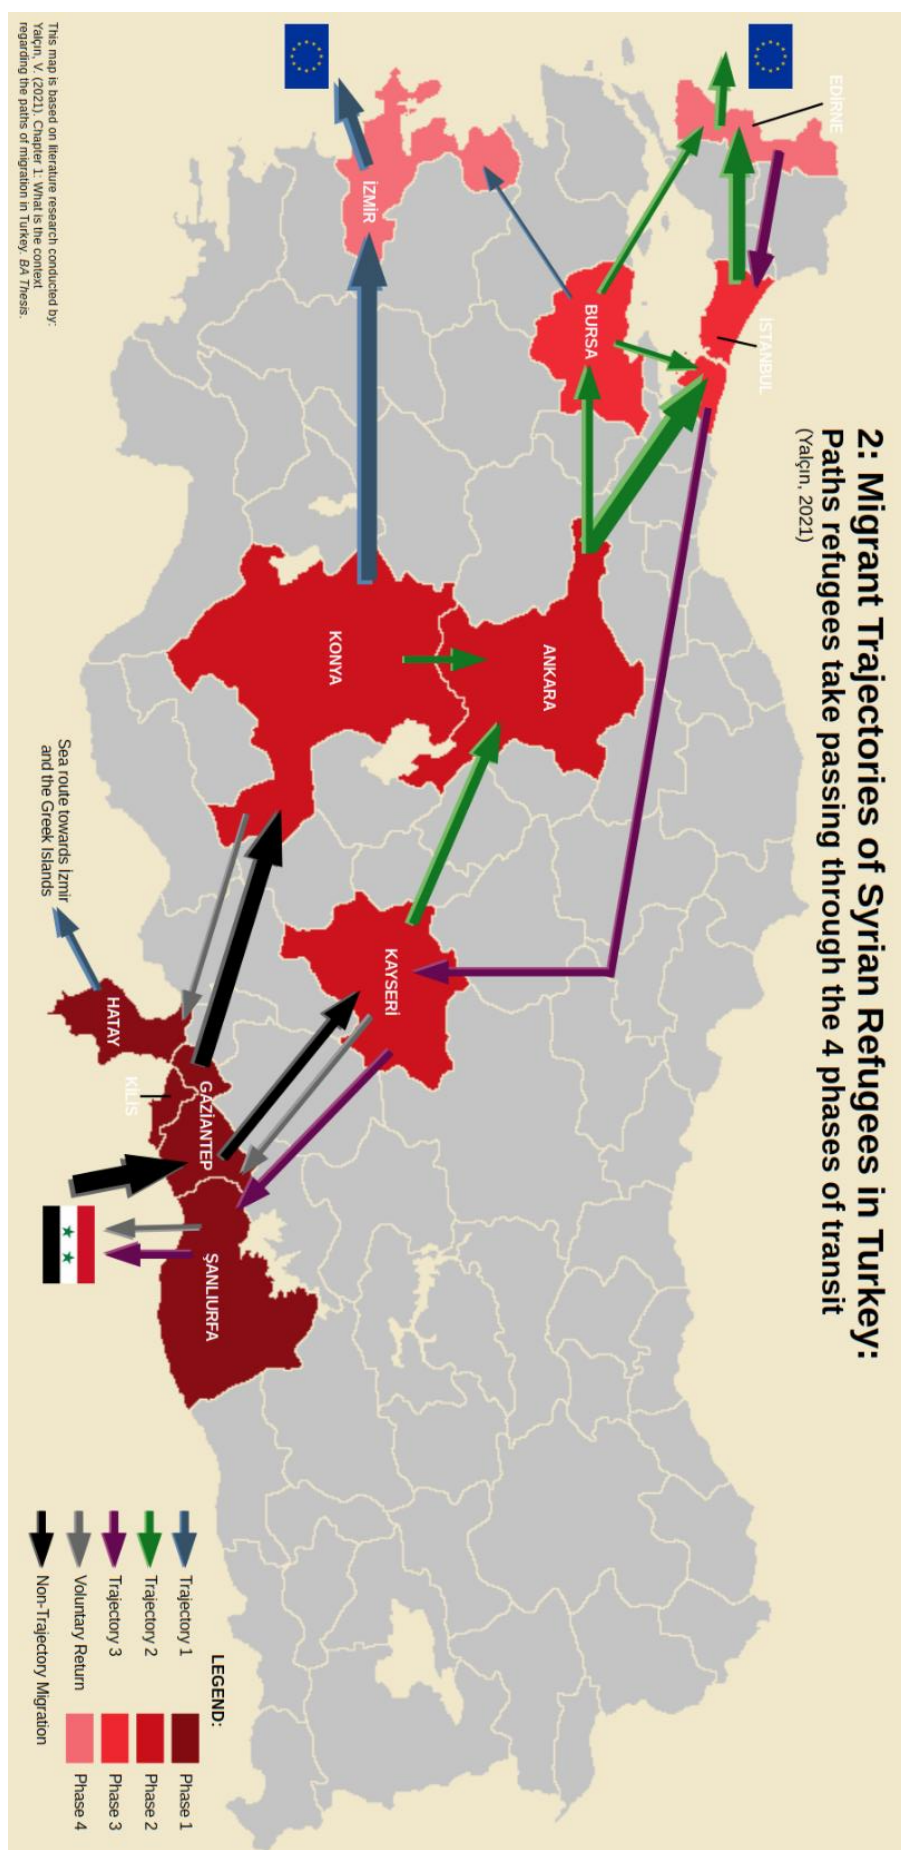 2: Migrant Trajectories of Syrian Refugees in Turkey:
Paths refugees take passing through the 4 phases of transit
(Yalçın, 2021)
EDİRNE
İSTANBUL
BURSA
ANKARA
İZMİR
KONYA
KAYSERİ
HATAY
KİLİS
GAZİANTEP
ŞANLIURFA
Sea route towards İzmir
and the Greek Islands
This map is based on literature research conducted by:
Yalçın, V. (2021). Chapter 1: What is the context
regarding the paths of migration in Turkey. BA Thesis.
LEGEND:
Trajectory 1
Trajectory 2
Trajectory 3
Voluntary Return
Non-Trajectory Migration
Phase 1
Phase 2
Phase 3
Phase 4